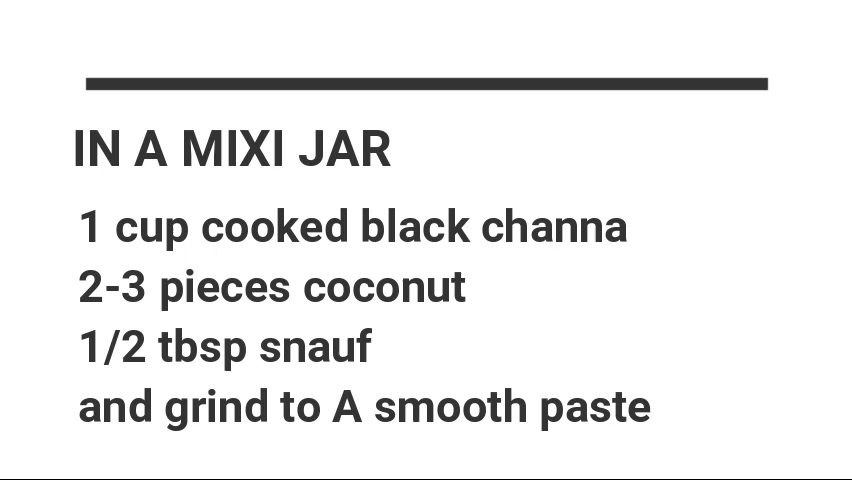 IN A MIXI JAR
1 cup cooked black channa
2-3 pieces coconut
1/2 tbsp snauf
and grind to A smooth paste